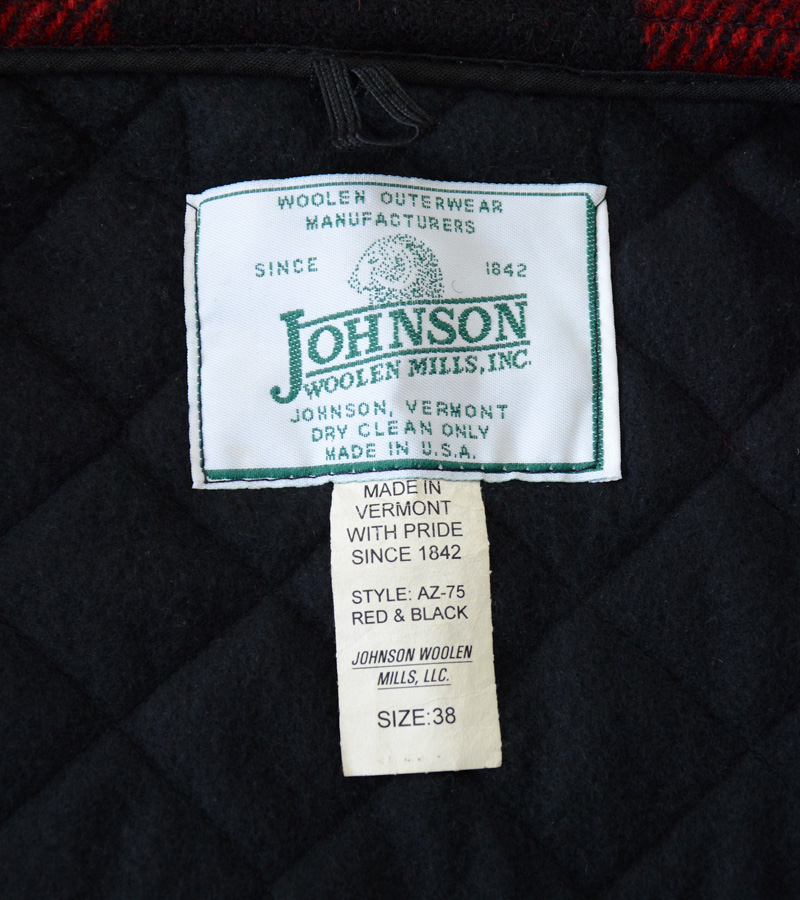 WOOLEN OUTERWEAR
MANUFACTURERS
SINCE 1842
JOHNSON
WOOLEN MILLS, INC.
JOHNSON, VERMONT
DRY CLEAN ONLY
MADE IN U.S.A.
MADE IN
VERMONT
WITH PRIDE
SINCE 1842
STYLE: AZ-75
RED & BLACK
JOHNSON WOOLEN
MILLS, LLC.
SIZE:38